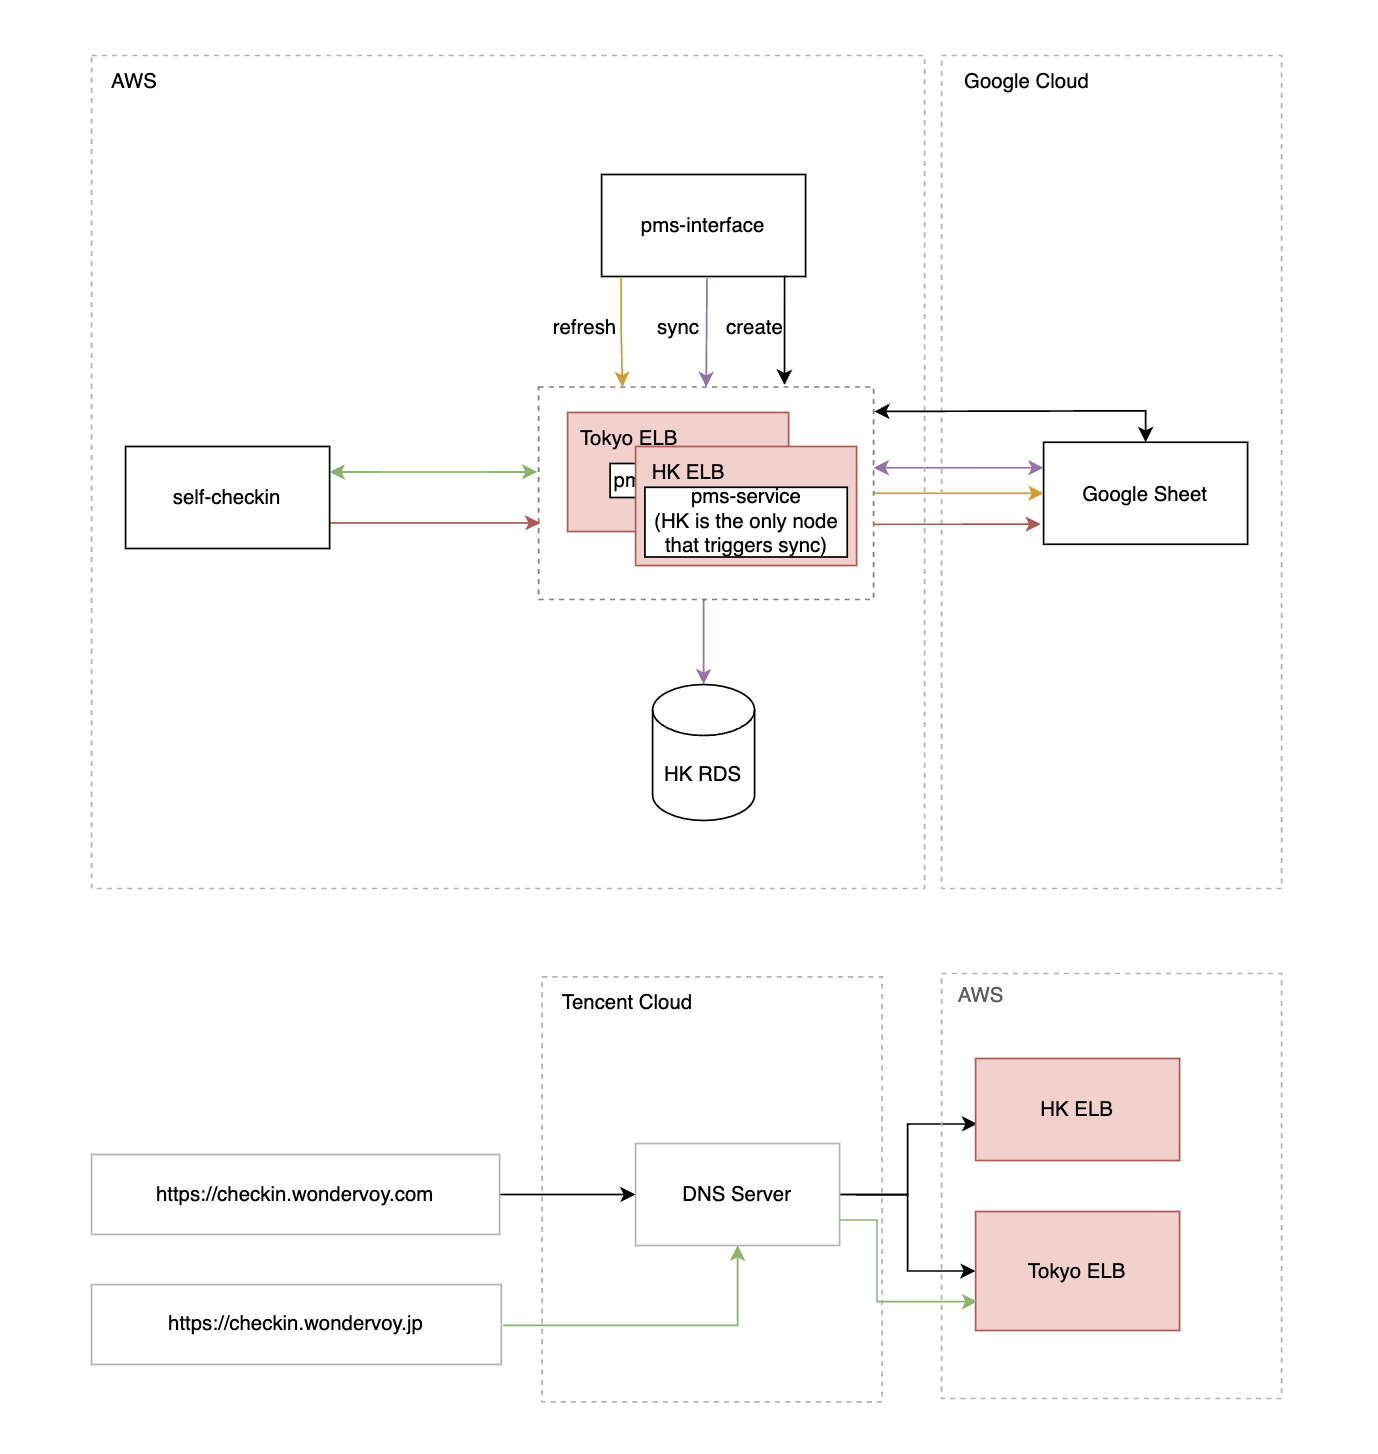 AWS
Google Cloud
pms-interface
refresh
sync
create
Tokyo ELB
HK ELB
pms-service
(HK is the only node
that triggers sync)
self-checkin
Google Sheet
HK RDS
Tencent Cloud
AWS
HK ELB
https://checkin.wondervoy.com
DNS Server
Tokyo ELB
https://checkin.wondervoy.jp